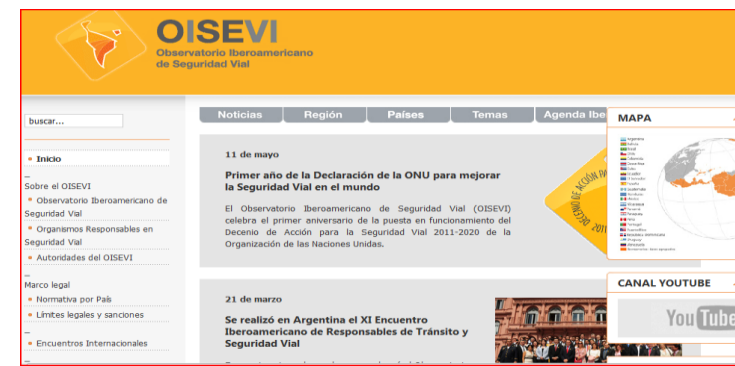 OISEVI
Observatorio Iberoamericano
de Seguridad Vial
buscar...
Inicio
Sobre el OISEVI
Observatorio Iberoamericano de
Seguridad Vial
Organismos Responsables en
Seguridad Vial
Autoridades del OISEVI
Marco legal
Normativa por País
Límites legales y sanciones
Encuentros Internacionales
Noticias
Región
Países
Temas
Agenda Ibe
11 de mayo
Primer año de la Declaración de la ONU para mejorar
la Seguridad Vial en el mundo
El Observatorio Iberoamericano de Seguridad Vial (OISEVI)
celebra el primer aniversario de la puesta en funcionamiento del
Decenio de Acción para la Seguridad Vial 2011-2020 de la
Organización de las Naciones Unidas.
DECENIO DE ACCIÓN PA
2011
21 de marzo
Se realizó en Argentina el XI Encuentro
Iberoamericano de Responsables de Tránsito y
Seguridad Vial
MAPA
CANAL YOUTUBE
YouTube